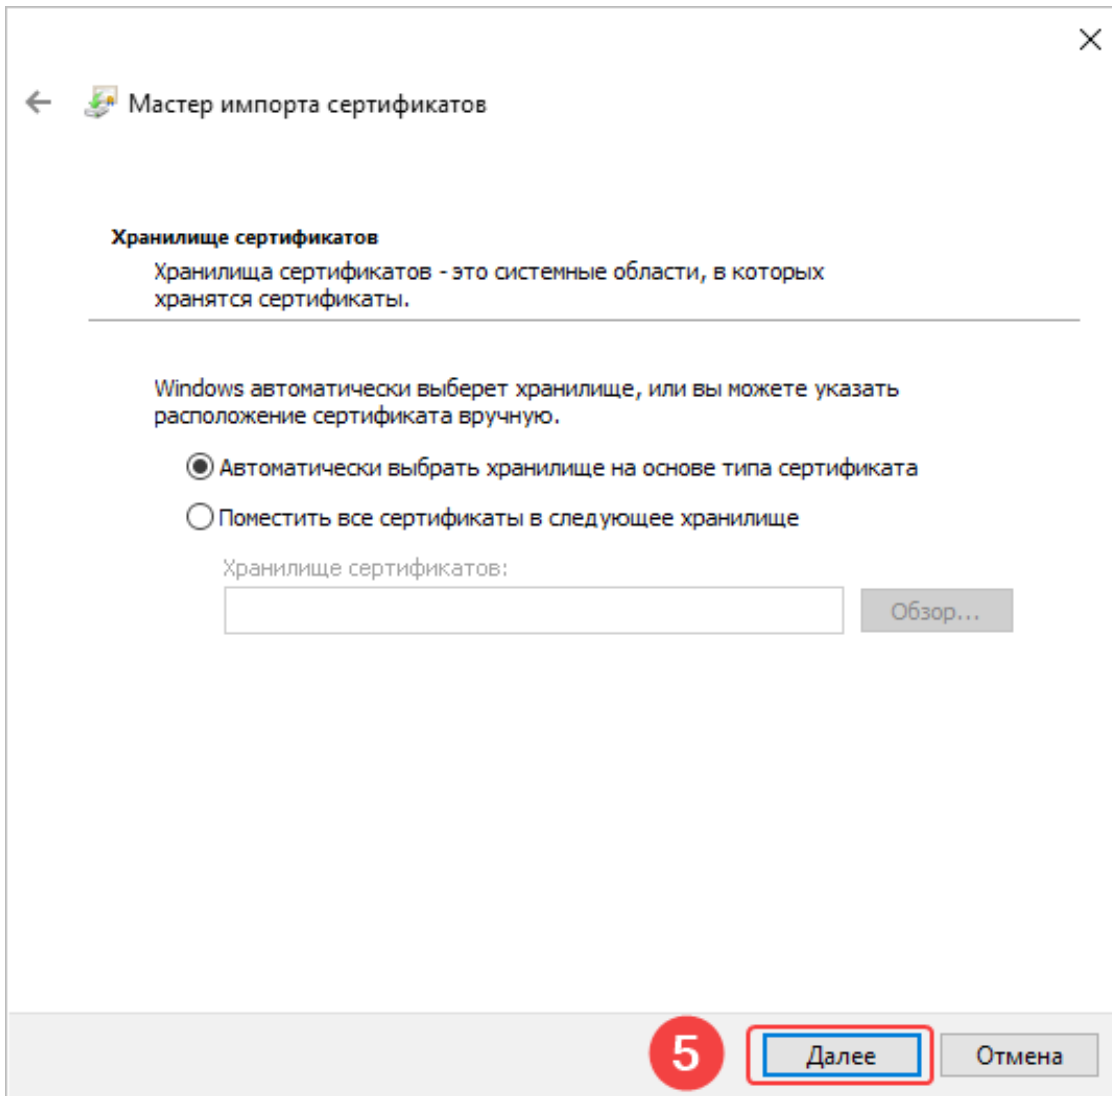 Мастер импорта сертификатов
Хранилище сертификатов
Хранилища сертификатов - это системные области, в которых
хранятся сертификаты.
Windows автоматически выберет хранилище, или вы можете указать
расположение сертификата вручную.
Автоматически выбрать хранилище на основе типа сертификата
Поместить все сертификаты в следующее хранилище
Хранилище сертификатов:
Обзор...
5 Далее Отмена